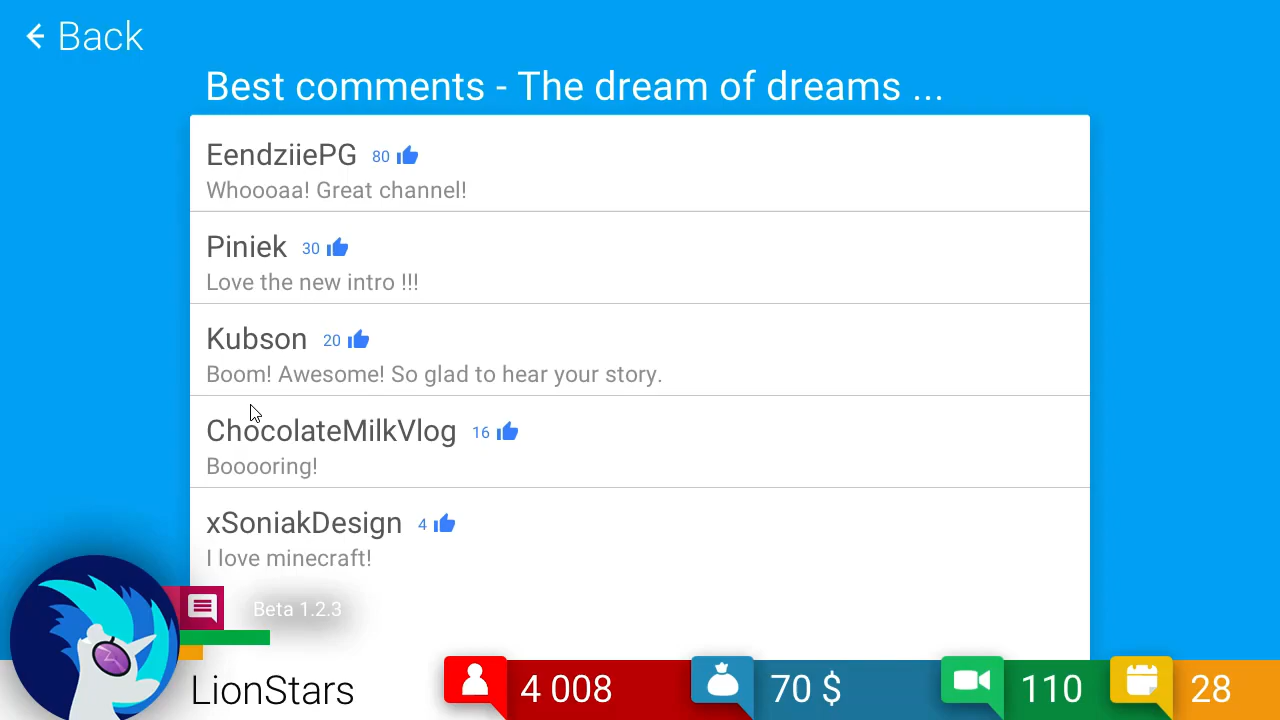 Back
Best comments - The dream of dreams ...
EendziiePG 80
Whoooaa! Great channel!
Piniek 30
Love the new intro !!!
Kubson 20
Boom! Awesome! So glad to hear your story.
ChocolateMilkVlog 16
Booooring!
xSoniakDesign 4
I love minecraft!
Beta 1.2.3
LionStars 4 008 70 $ 110 28